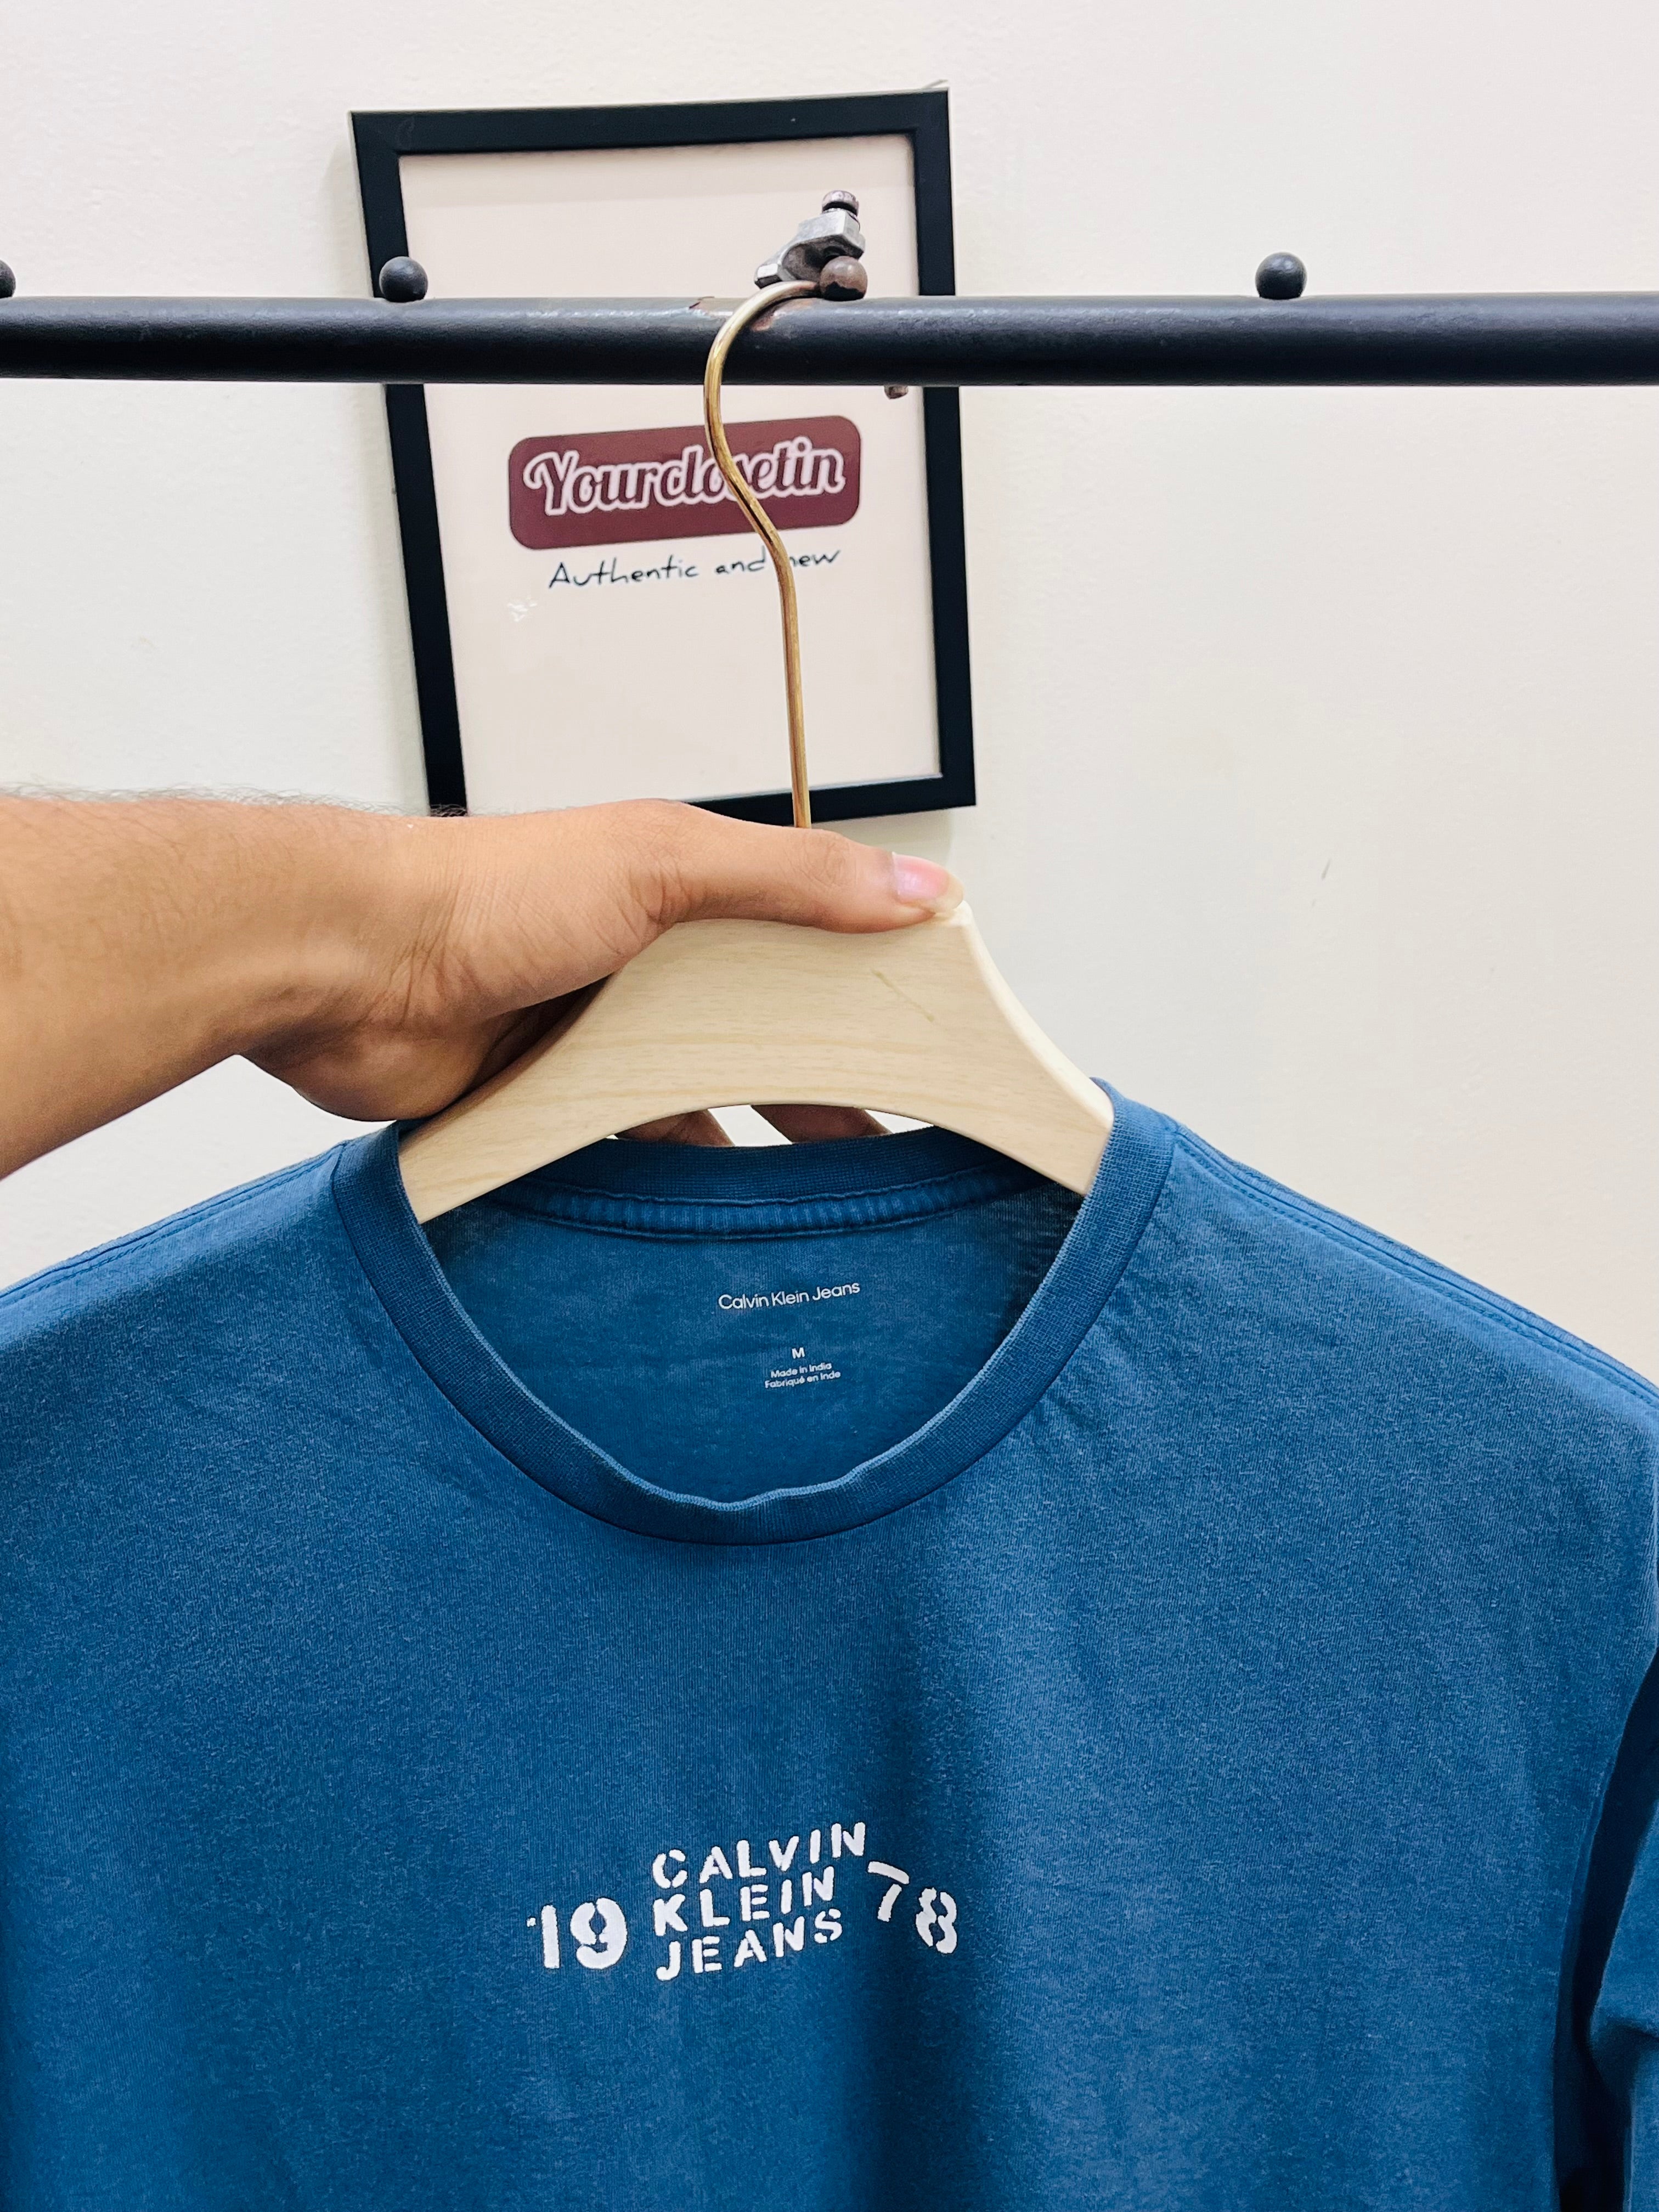 Yourclosetin
Authentic and new
Calvin Klein Jeans
M
Made in India
Fabriqué en Inde
CALVIN
19 KLEIN 78
JEANS